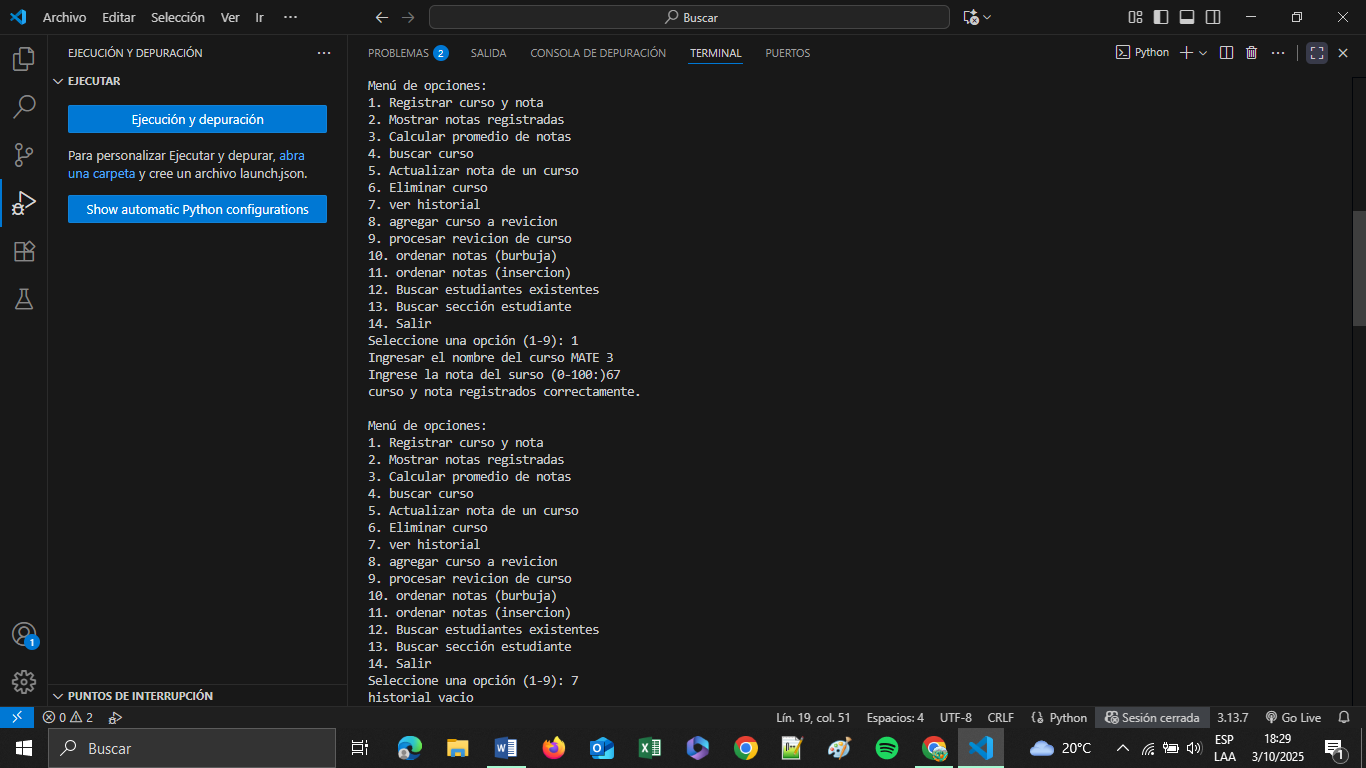 Archivo Editar Selección Ver Ir ··· Buscar
EJECUCIÓN Y DEPURACIÓN ···
EJECUTAR
Ejecución y depuración
Para personalizar Ejecutar y depurar, abra
una carpeta y cree un archivo launch.json.
Show automatic Python configurations
PUNTOS DE INTERRUPCIÓN
PROBLEMAS 2 SALIDA CONSOLA DE DEPURACIÓN TERMINAL PUERTOS Python
Menú de opciones:
1. Registrar curso y nota
2. Mostrar notas registradas
3. Calcular promedio de notas
4. buscar curso
5. Actualizar nota de un curso
6. Eliminar curso
7. ver historial
8. agregar curso a revicion
9. procesar revicion de curso
10. ordenar notas (burbuja)
11. ordenar notas (insercion)
12. Buscar estudiantes existentes
13. Buscar sección estudiante
14. Salir
Seleccione una opción (1-9): 1
Ingresar el nombre del curso MATE 3
Ingrese la nota del surso (0-100:)67
curso y nota registrados correctamente.
Menú de opciones:
1. Registrar curso y nota
2. Mostrar notas registradas
3. Calcular promedio de notas
4. buscar curso
5. Actualizar nota de un curso
6. Eliminar curso
7. ver historial
8. agregar curso a revicion
9. procesar revicion de curso
10. ordenar notas (burbuja)
11. ordenar notas (insercion)
12. Buscar estudiantes existentes
13. Buscar sección estudiante
14. Salir
Seleccione una opción (1-9): 7
historial vacio
1
0 2 Lín. 19, col. 51 Espacios: 4 UTF-8 CRLF Python Sesión cerrada 3.13.7 Go Live
Buscar 20°C ESP 18:29
LAA 3/10/2025 1